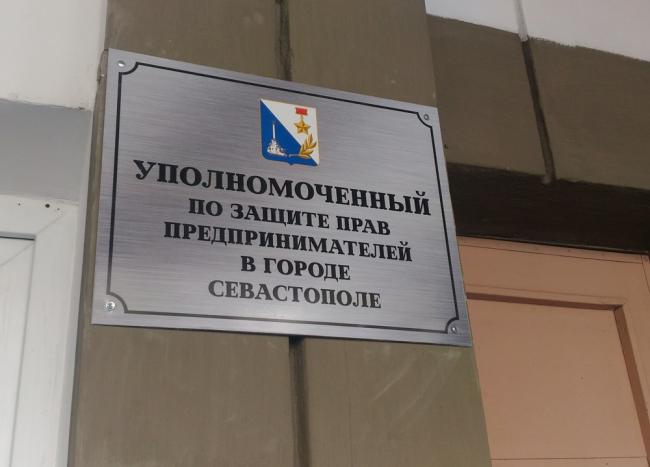 УПОЛНОМОЧЕННЫЙ
ПО ЗАЩИТЕ ПРАВ
ПРЕДПРИНИМАТЕЛЕЙ
В ГОРОДЕ
СЕВАСТОПОЛЕ